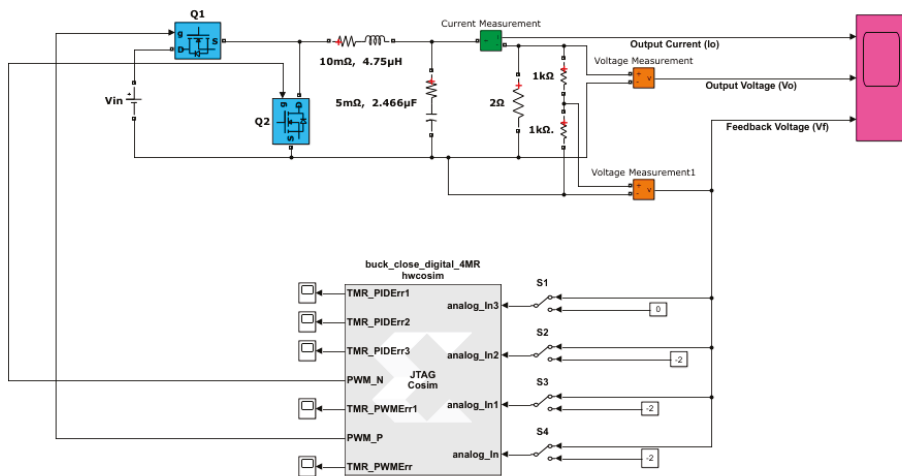 Q1
g
D
S
Current Measurement
Output Current (Io)
10mΩ, 4.75μH
Voltage Measurement
v
Output Voltage (Vo)
1kΩ
Vin
g
D
S
Q2
5mΩ, 2.466μF
2Ω
1kΩ.
Feedback Voltage (Vf)
Voltage Measurement1
v
buck_close_digital_4MR
hwcosim
TMR_PIDErr1
TMR_PIDErr2
TMR_PIDErr3
PWM_N
TMR_PWMErr1
PWM_P
TMR_PWMErr
JTAG
Cosim
analog_In3
analog_In2
analog_In1
analog_In
S1
0
S2
-2
S3
-2
S4
-2